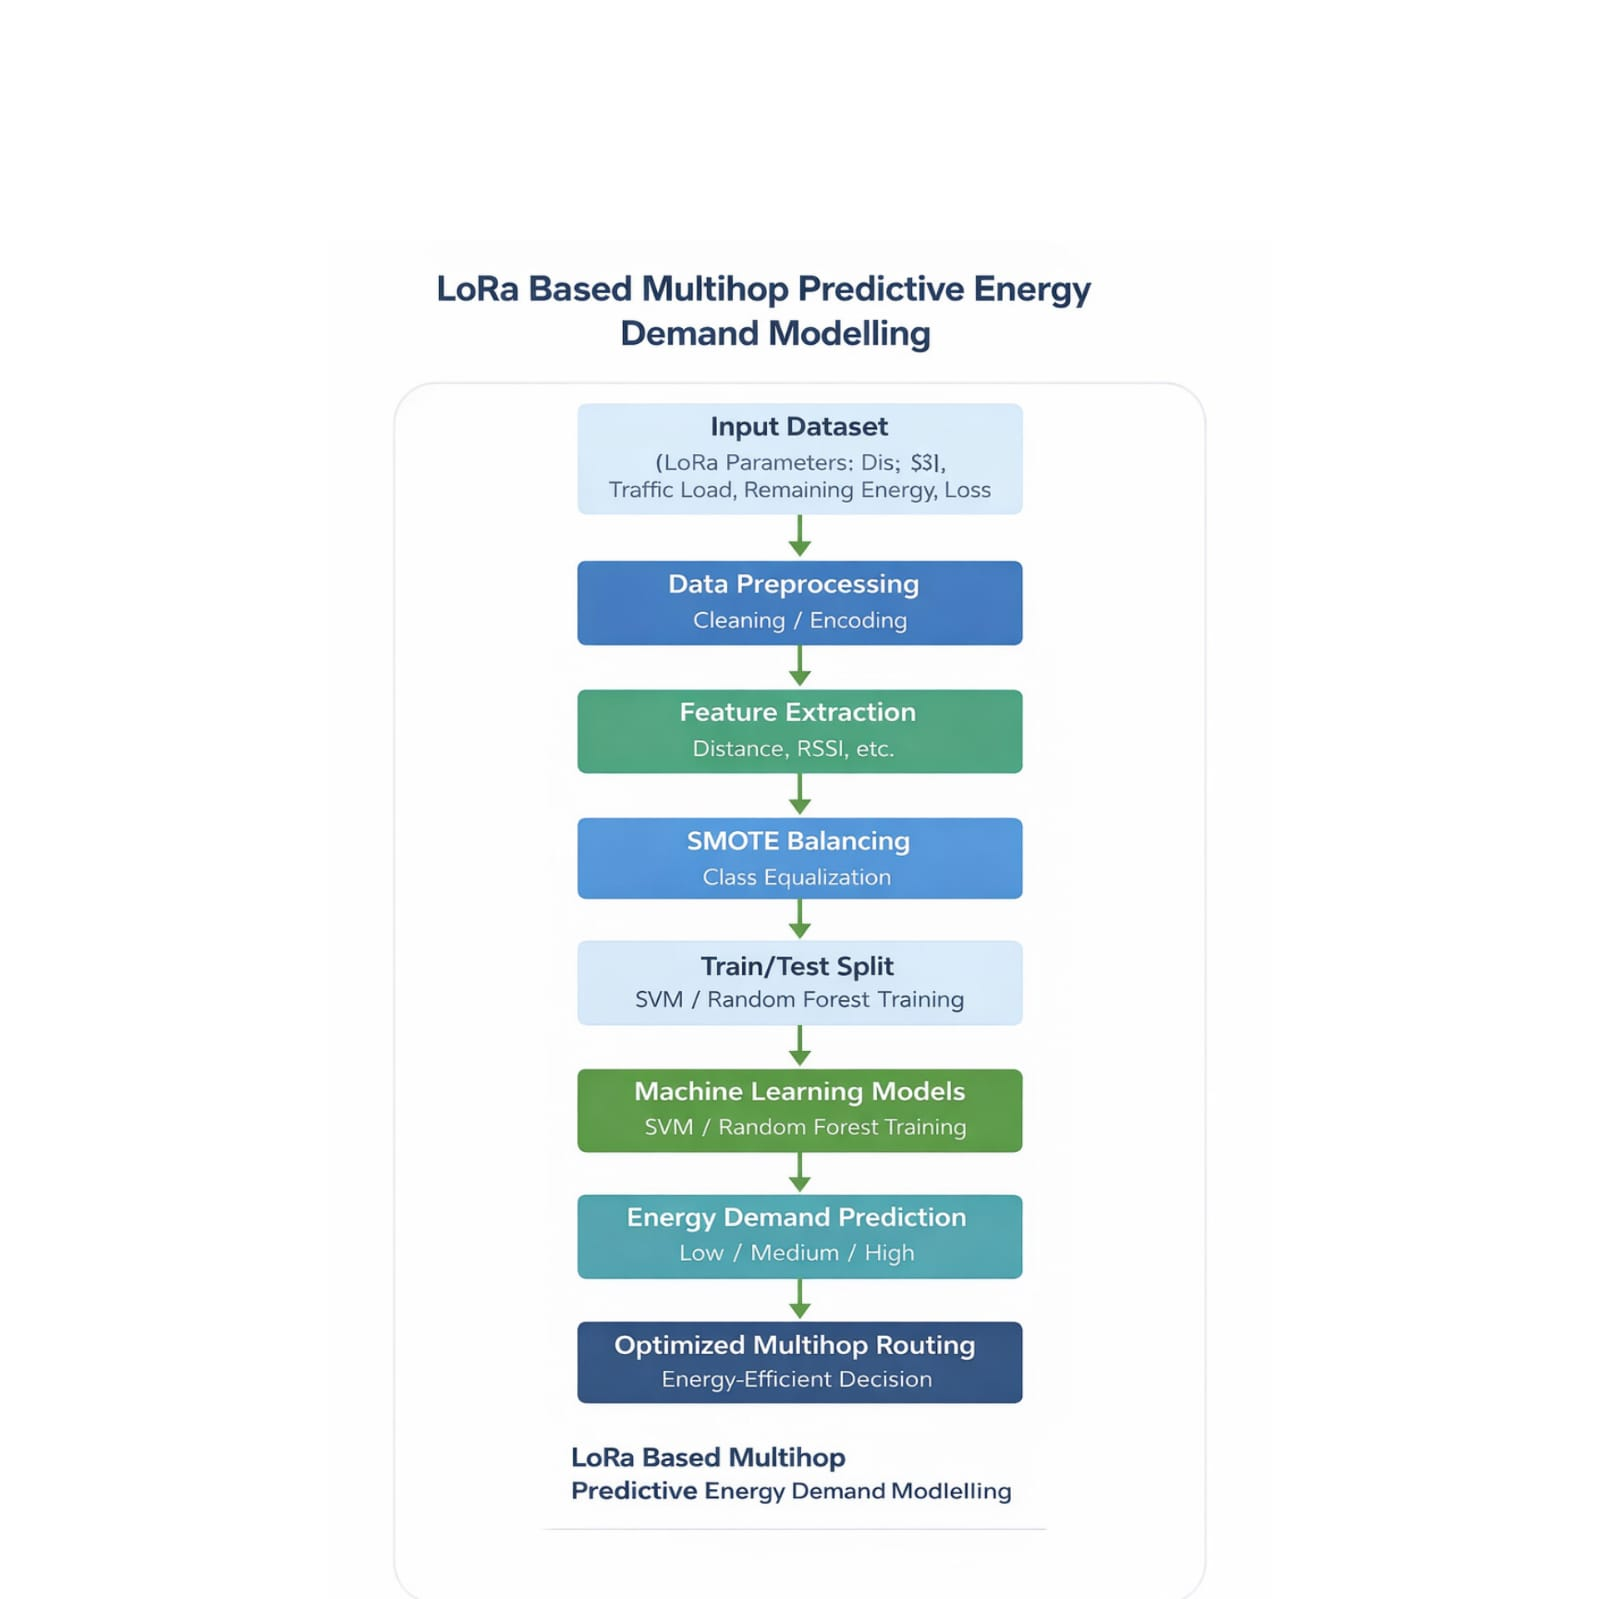 LoRa Based Multihop Predictive Energy
Demand Modelling
Input Dataset
(LoRa Parameters: Dis; $3],
Traffic Load, Remaining Energy, Loss
Data Preprocessing
Cleaning / Encoding
Feature Extraction
Distance, RSSI, etc.
SMOTE Balancing
Class Equalization
Train/Test Split
SVM / Random Forest Training
Machine Learning Models
SVM / Random Forest Training
Energy Demand Prediction
Low / Medium / High
Optimized Multihop Routing
Energy-Efficient Decision
LoRa Based Multihop
Predictive Energy Demand Modlelling